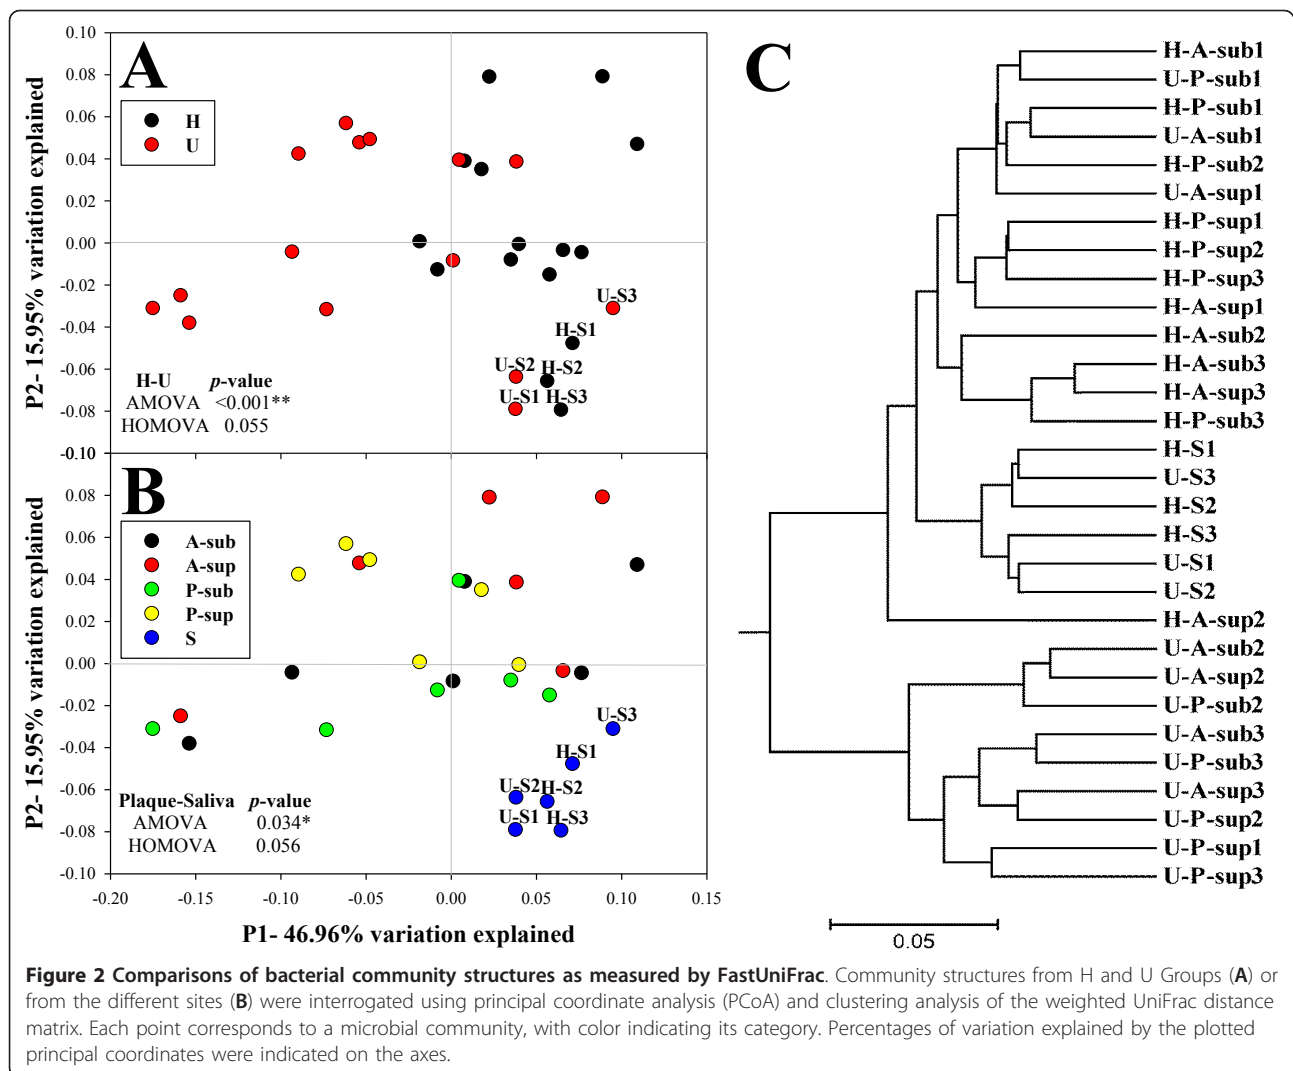 A
H
U
0.10
0.08
0.06
0.04
0.02
0.00
-0.02
-0.04
-0.06
-0.08
-0.10
P2- 15.95% variation explained
U-S3
H-S1
U-S2 H-S2
U-S1 H-S3
H-U p-value
AMOVA <0.001**
HOMOVA 0.055
B
A-sub
A-sup
P-sub
P-sup
S
0.08
0.06
0.04
0.02
0.00
-0.02
-0.04
-0.06
-0.08
-0.10
P2- 15.95% variation explained
U-S3
H-S1
U-S2 H-S2
U-S1 H-S3
Plaque-Saliva p-value
AMOVA 0.034*
HOMOVA 0.056
-0.20 -0.15 -0.10 -0.05 0.00 0.05 0.10 0.15
P1- 46.96% variation explained
C
H-A-sub1
U-P-sub1
H-P-sub1
U-A-sub1
H-P-sub2
U-A-sup1
H-P-sup1
H-P-sup2
H-P-sup3
H-A-sup1
H-A-sub2
H-A-sub3
H-A-sup3
H-P-sub3
H-S1
U-S3
H-S2
H-S3
U-S1
U-S2
H-A-sup2
U-A-sub2
U-A-sup2
U-P-sub2
U-A-sub3
U-P-sub3
U-A-sup3
U-P-sup2
U-P-sup1
U-P-sup3
0.05
Figure 2 Comparisons of bacterial community structures as measured by FastUniFrac. Community structures from H and U Groups (A) or
from the different sites (B) were interrogated using principal coordinate analysis (PCoA) and clustering analysis of the weighted UniFrac distance
matrix. Each point corresponds to a microbial community, with color indicating its category. Percentages of variation explained by the plotted
principal coordinates were indicated on the axes.